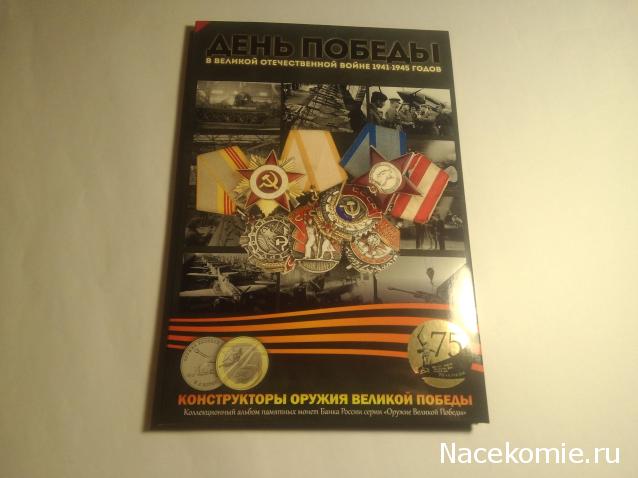 ДЕНЬ ПОБЕДЫ
В ВЕЛИКОЙ ОТЕЧЕСТВЕННОЙ ВОЙНЕ 1941-1945 ГОДОВ
СССР
75
КОНСТРУКТОРЫ ОРУЖИЯ ВЕЛИКОЙ ПОБЕДЫ
Коллекционный альбом памятных монет Банка России серии «Оружие Великой Победы»
Nacekomie.ru